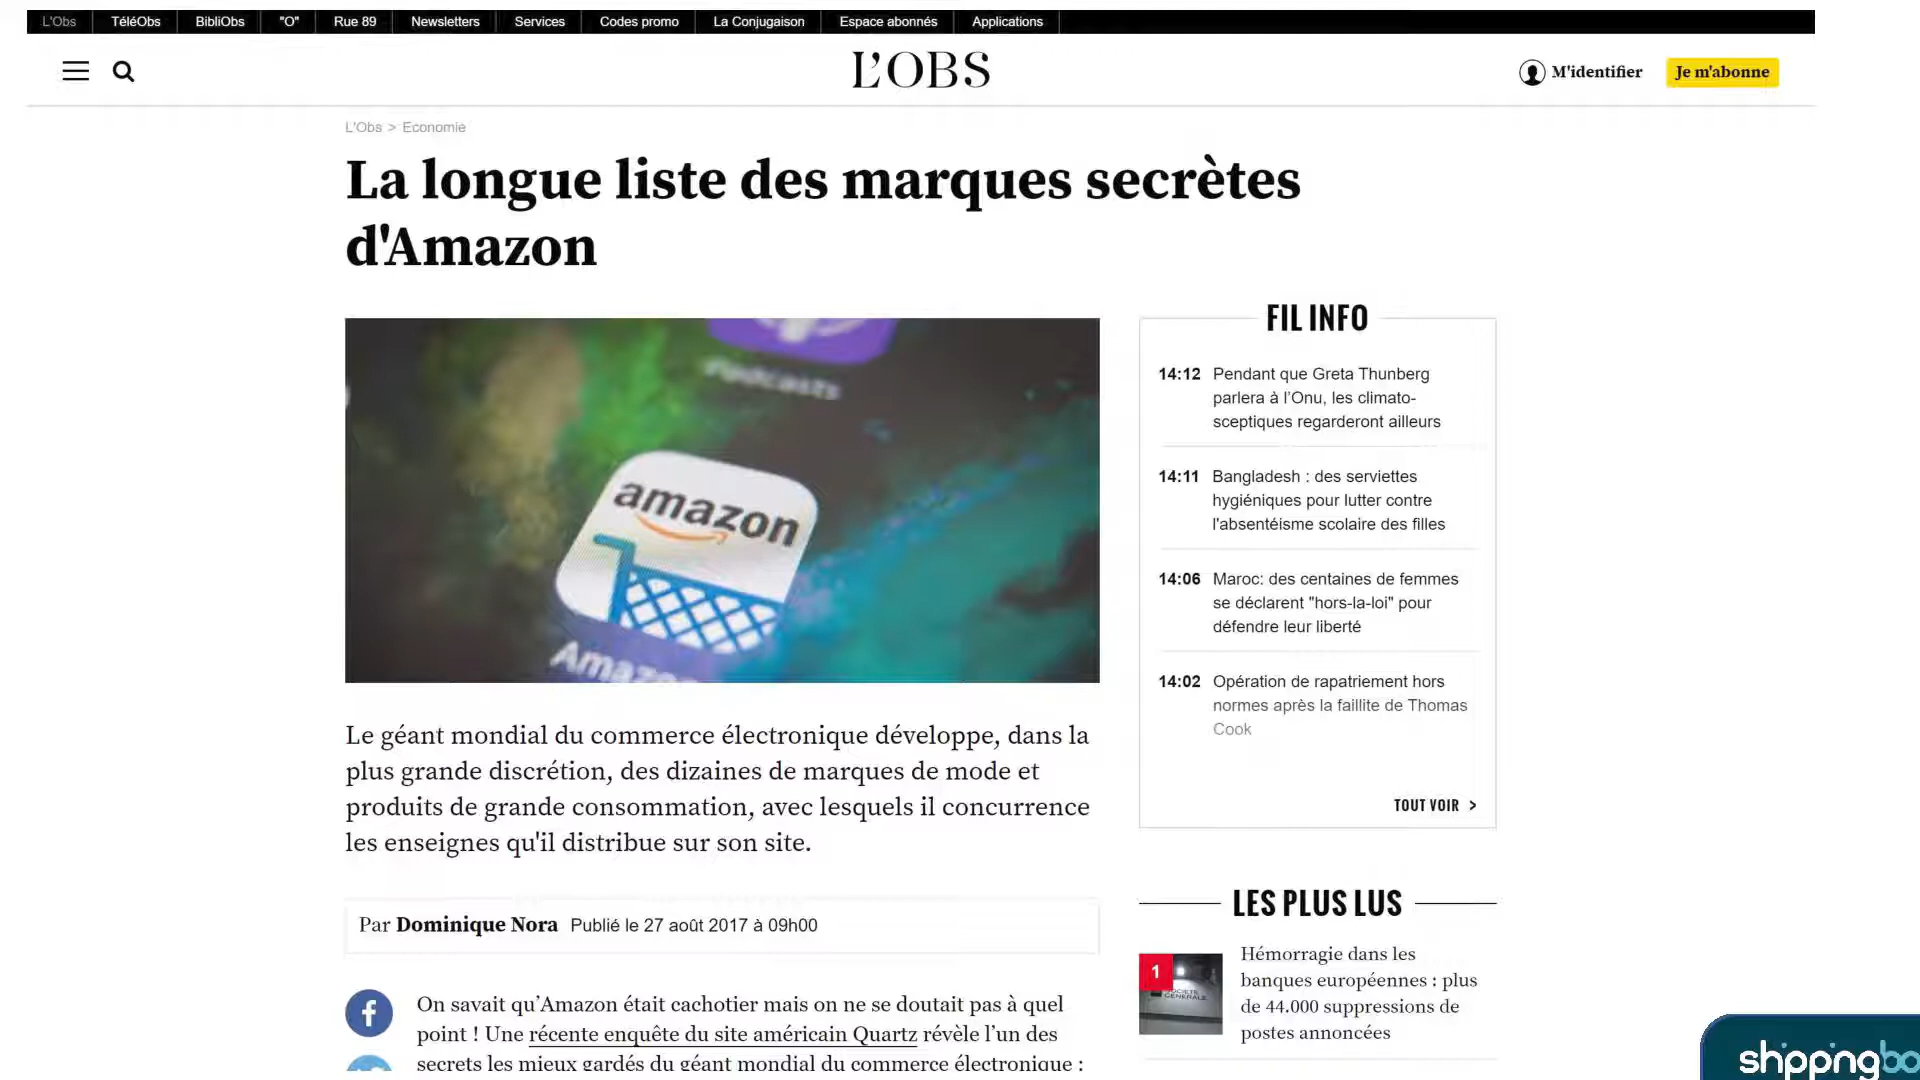 L'Obs TéléObs BibliObs "O" Rue 89 Newsletters Services Codes promo La Conjugaison Espace abonnés Applications
L'OBS
M'identifier
Je m'abonne
L'Obs > Economie
La longue liste des marques secrètes
d'Amazon
Podcasts
amazon
Le géant mondial du commerce électronique développe, dans la
plus grande discrétion, des dizaines de marques de mode et
produits de grande consommation, avec lesquels il concurrence
les enseignes qu'il distribue sur son site.
Par Dominique Nora Publié le 27 août 2017 à 09h00
On savait qu'Amazon était cachotier mais on ne se doutait pas à quel
point ! Une récente enquête du site américain Quartz révèle l'un des
secrets les mieux gardés du géant mondial du commerce électronique :
FIL INFO
14:12 Pendant que Greta Thunberg
parlera à l'Onu, les climato-
sceptiques regarderont ailleurs
14:11 Bangladesh : des serviettes
hygiéniques pour lutter contre
l'absentéisme scolaire des filles
14:06 Maroc: des centaines de femmes
se déclarent "hors-la-loi" pour
défendre leur liberté
14:02 Opération de rapatriement hors
normes après la faillite de Thomas
Cook
TOUT VOIR >
LES PLUS LUS
1
Hémorragie dans les
banques européennes : plus
de 44.000 suppressions de
postes annoncées